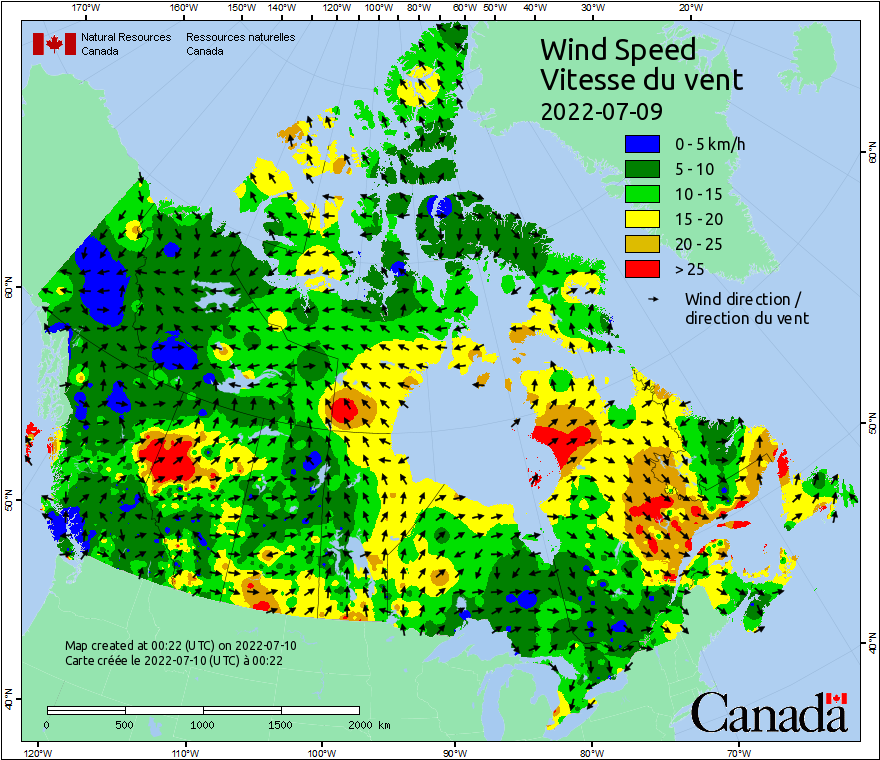 170°W 160°W 150°W 140°W 120°W 100°W 80°W 60°W 50°W 40°W 30°W 20°W
Natural Resources Ressources naturelles
Canada Canada
Wind Speed
Vitesse du vent
2022-07-09
0 - 5 km/h
5 - 10
10 - 15
15 - 20
20 - 25
> 25
Wind direction /
direction du vent
60°N 60°N
50°N 50°N
40°N 40°N
Map created at 00:22 (UTC) on 2022-07-10
Carte créée le 2022-07-10 (UTC) à 00:22
0 500 1000 1500 2000 km
Canada
120°W 110°W 100°W 90°W 80°W 70°W